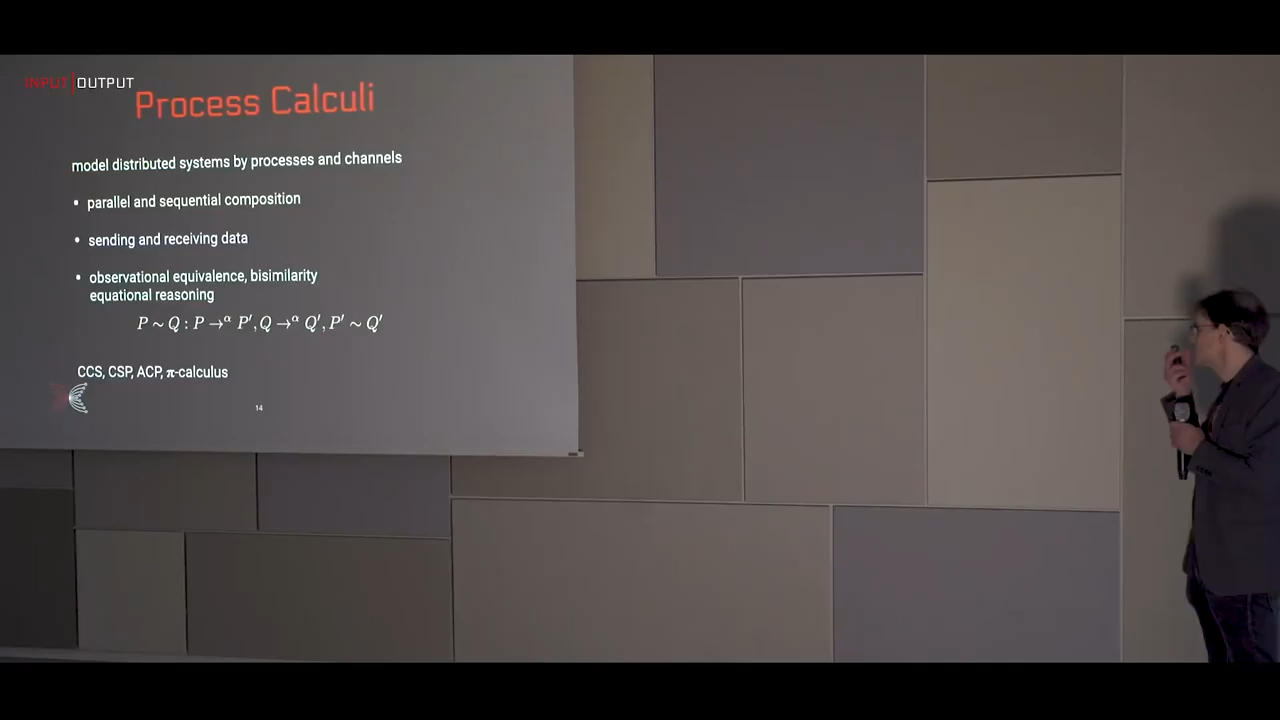 INPUT|OUTPUT
Process Calculi
model distributed systems by processes and channels
• parallel and sequential composition
• sending and receiving data
• observational equivalence, bisimilarity
equational reasoning
P ∼ Q : P →ᵅ P′, Q →ᵅ Q′, P′ ∼ Q′
CCS, CSP, ACP, π-calculus
14